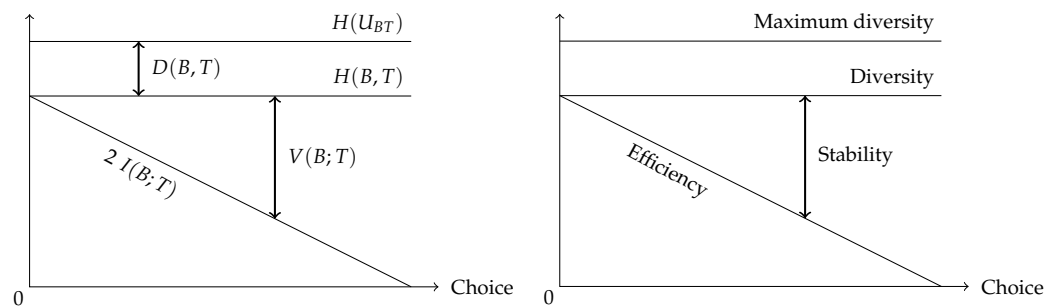 H(U_BT)
D(B, T)
H(B, T)
V(B; T)
2 I(B; T)
0
Choice
Maximum diversity
Diversity
Stability
Efficiency
0
Choice